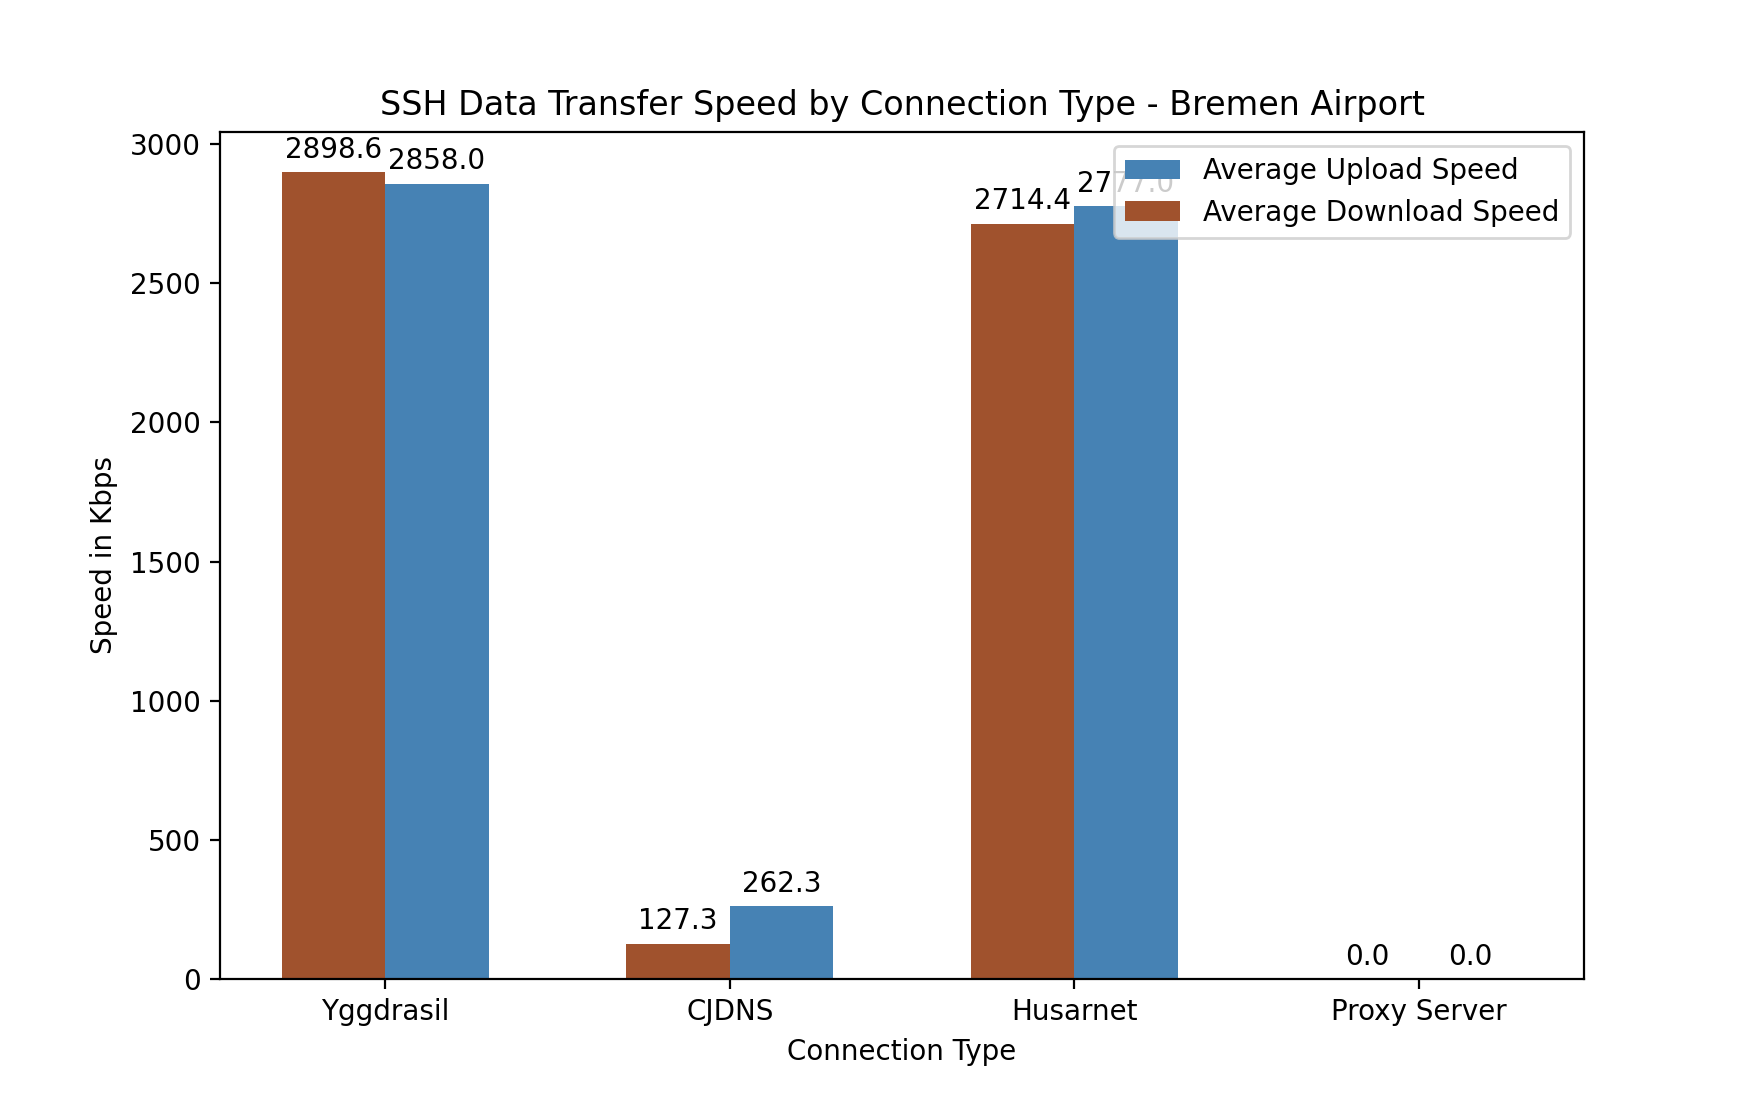 SSH Data Transfer Speed by Connection Type - Bremen Airport
3000
2500
2000
1500
1000
500
0
Speed in Kbps
2898.6
2858.0
127.3
262.3
2714.4
2777.0
0.0
0.0
Average Upload Speed
Average Download Speed
Yggdrasil
CJDNS
Husarnet
Proxy Server
Connection Type